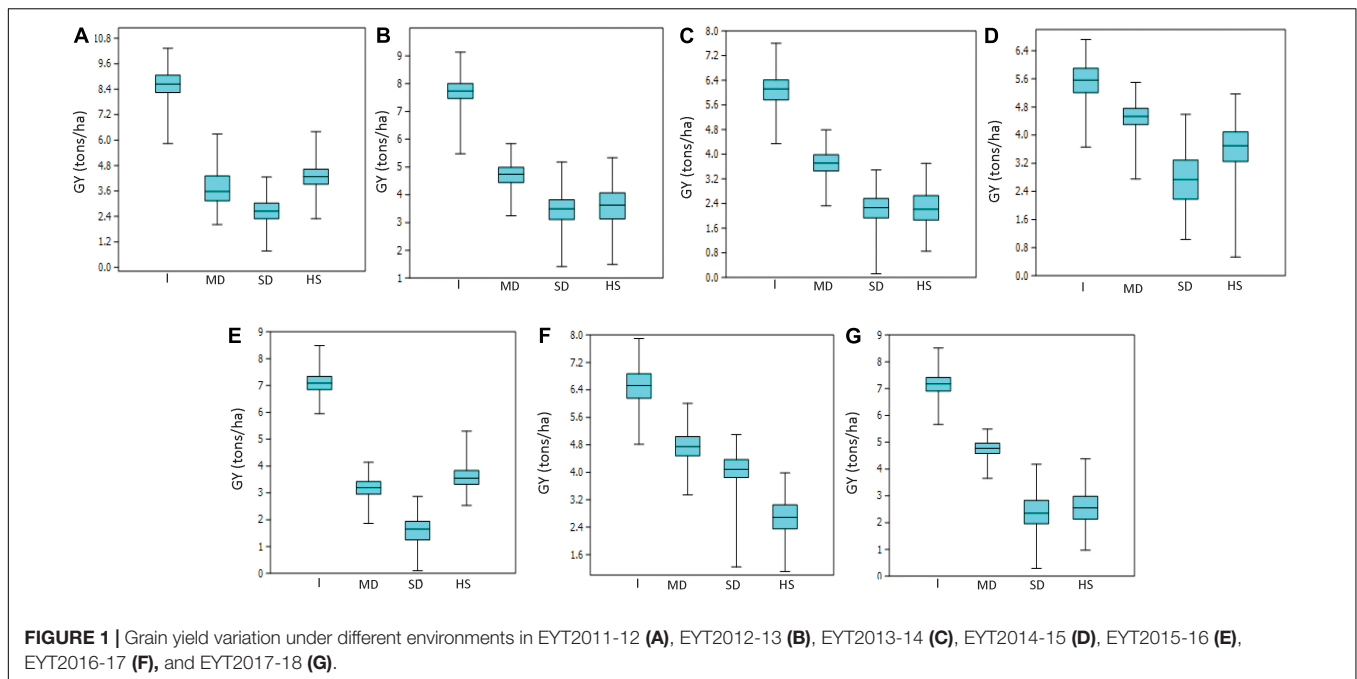 A
GY (tons/ha)
10.8
9.6
8.4
7.2
6.0
4.8
3.6
2.4
1.2
0.0
I MD SD HS
B
GY (tons/ha)
9
8
7
6
5
4
3
2
1
I MD SD HS
C
GY (tons/ha)
8.0
7.2
6.4
5.6
4.8
4.0
3.2
2.4
1.6
0.8
0.0
I MD SD HS
D
GY (tons/ha)
6.4
5.6
4.8
4.0
3.2
2.4
1.6
0.8
0.0
I MD SD HS
E
GY (tons/ha)
9
8
7
6
5
4
3
2
1
0
I MD SD HS
F
GY (tons/ha)
8.0
7.2
6.4
5.6
4.8
4.0
3.2
2.4
1.6
I MD SD HS
G
GY (tons/ha)
9
8
7
6
5
4
3
2
1
0
I MD SD HS
FIGURE 1 | Grain yield variation under different environments in EYT2011-12 (A), EYT2012-13 (B), EYT2013-14 (C), EYT2014-15 (D), EYT2015-16 (E),
EYT2016-17 (F), and EYT2017-18 (G).